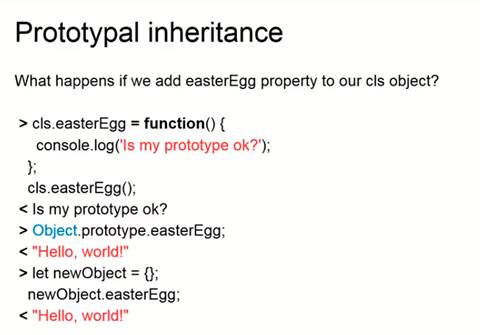 Prototypal inheritance
What happens if we add easterEgg property to our cls object?
> cls.easterEgg = function() {
console.log('Is my prototype ok?');
};
cls.easterEgg();
< Is my prototype ok?
> Object.prototype.easterEgg;
< "Hello, world!"
> let newObject = {};
newObject.easterEgg;
< "Hello, world!"